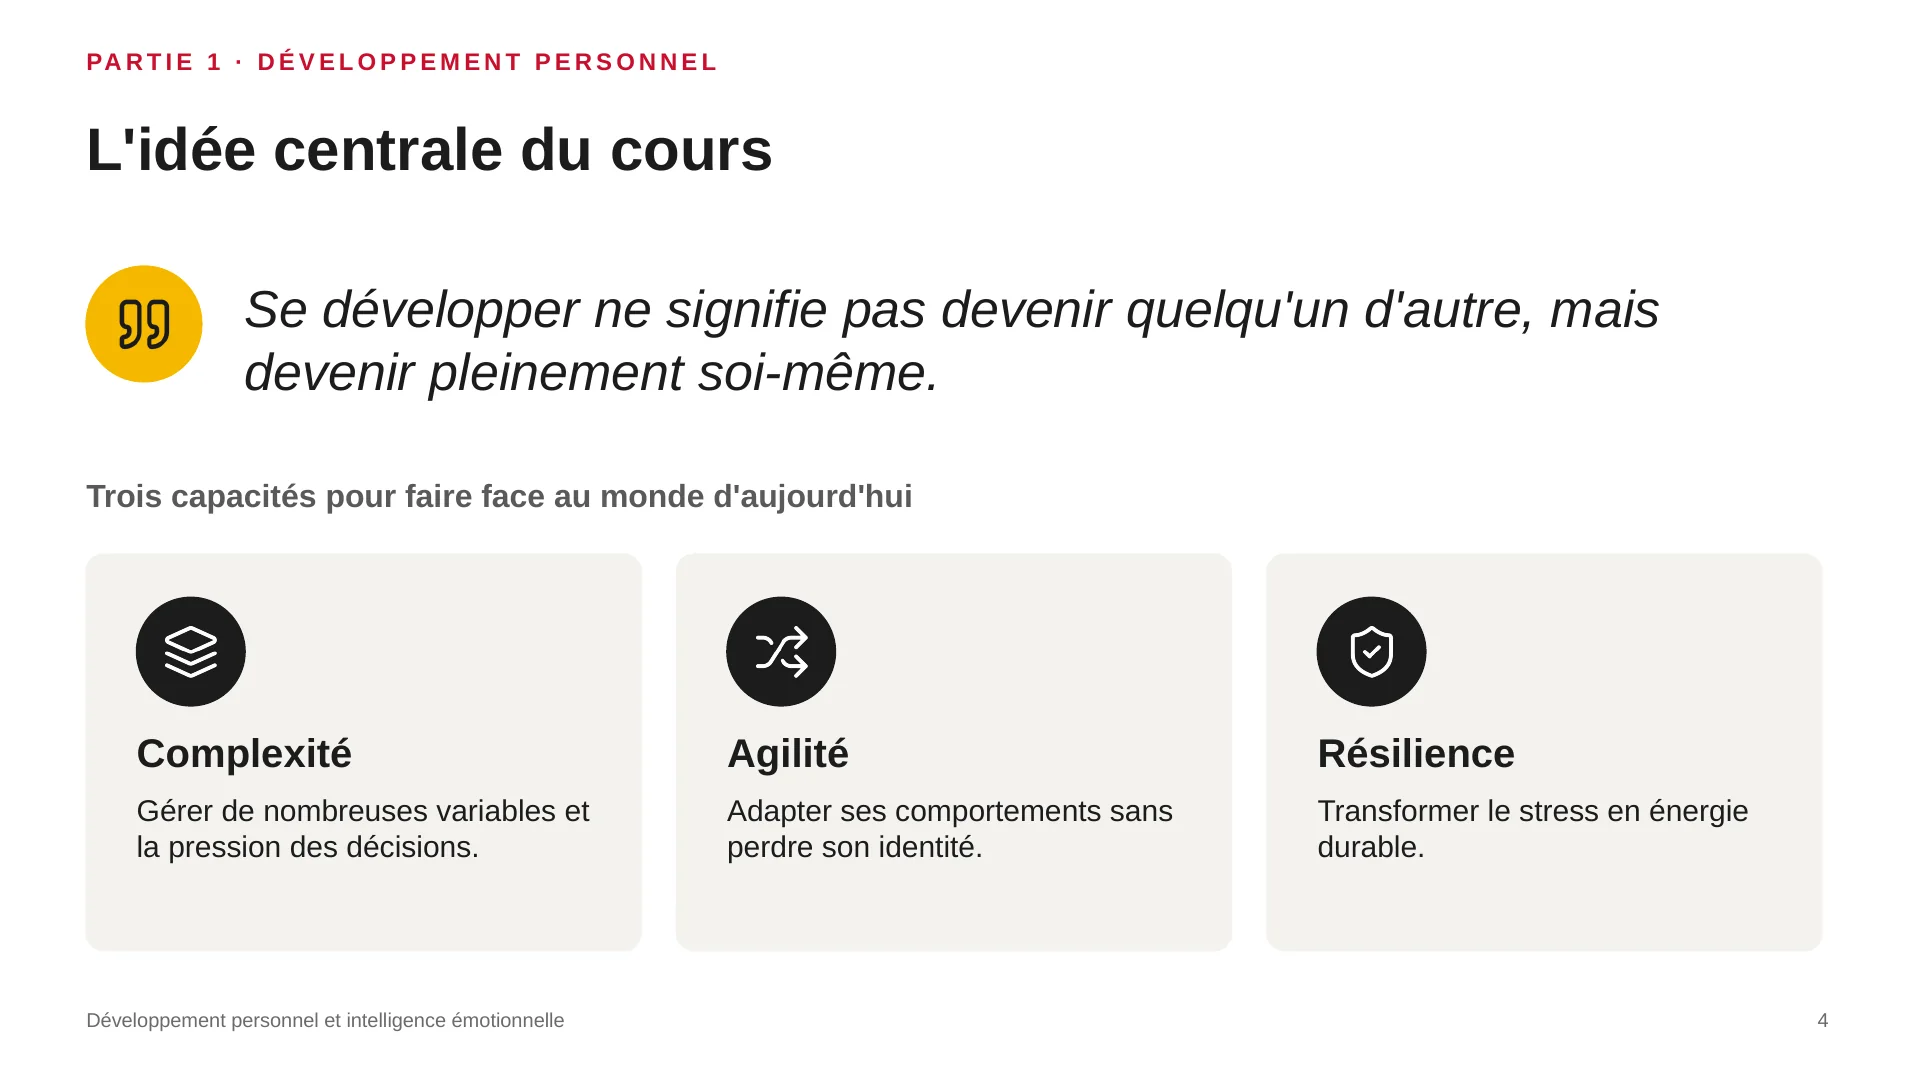 PARTIE 1 · DÉVELOPPEMENT PERSONNEL
L'idée centrale du cours
Se développer ne signifie pas devenir quelqu'un d'autre, mais
devenir pleinement soi-même.
Trois capacités pour faire face au monde d'aujourd'hui
Complexité
Gérer de nombreuses variables et
la pression des décisions.
Agilité
Adapter ses comportements sans
perdre son identité.
Résilience
Transformer le stress en énergie
durable.
Développement personnel et intelligence émotionnelle
4